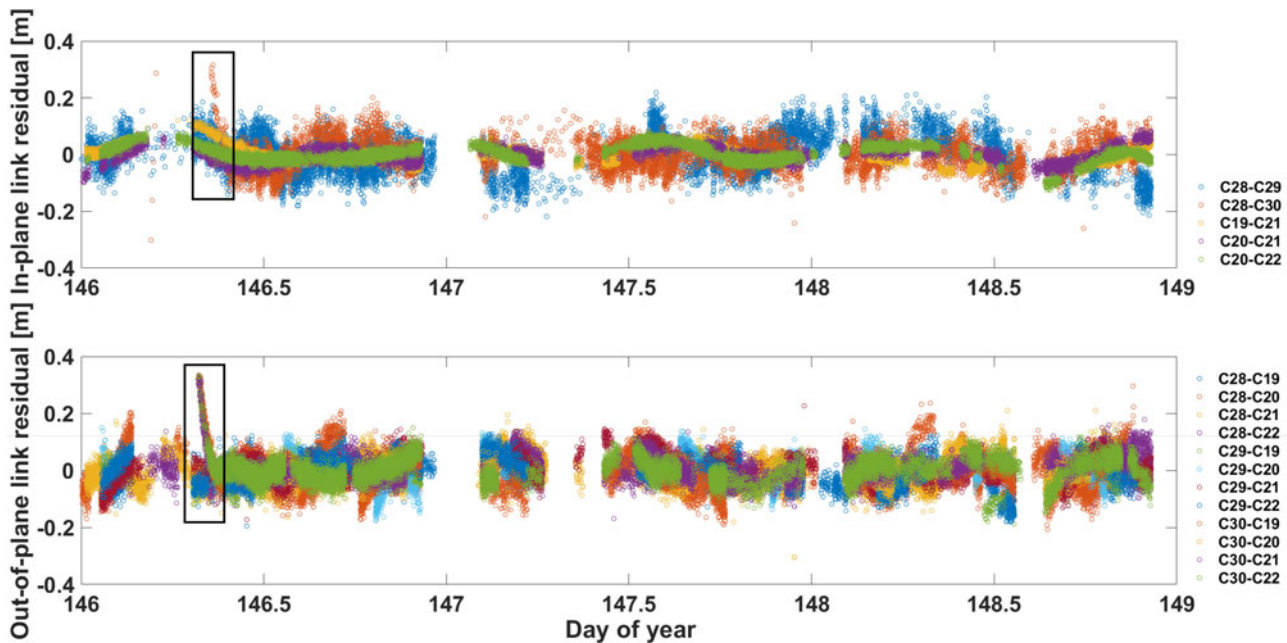 In-plane link residual [m]
0.4
0.2
0
-0.2
-0.4
146
146.5
147
147.5
148
148.5
149
C28-C29
C28-C30
C19-C21
C20-C21
C20-C22
Out-of-plane link residual [m]
0.4
0.2
0
-0.2
-0.4
146
146.5
147
147.5
148
148.5
149
Day of year
C28-C19
C28-C20
C28-C21
C28-C22
C29-C19
C29-C20
C29-C21
C29-C22
C30-C19
C30-C20
C30-C21
C30-C22